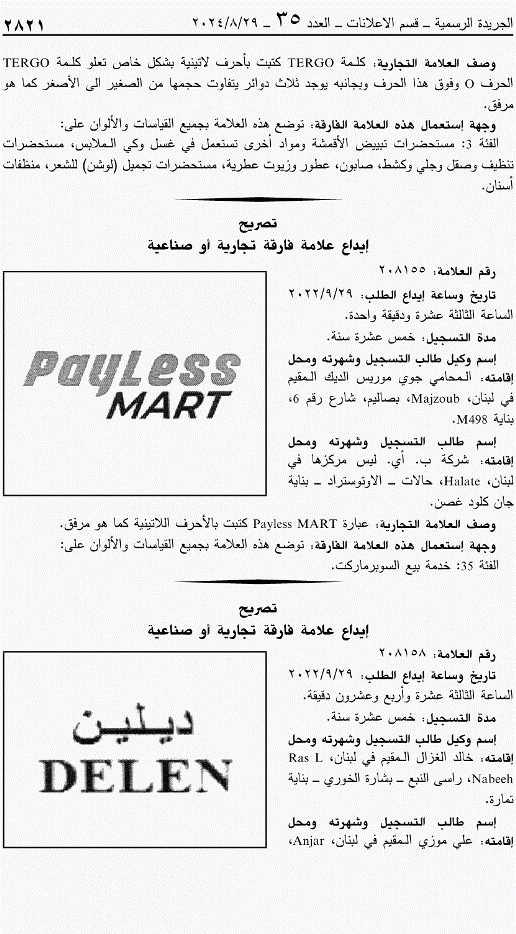 الجريدة الرسمية ــ قسم الاعلانات ــ العدد ٣٥ ــ ٢٠٢٤/٨/٢٩
٢٨٢١
وصف العلامة التجارية: كلمة TERGO كتبت بأحرف لاتينية بشكل خاص تعلو كلمة TERGO
الحرف O وفوق هذا الحرف وبجانبه يوجد ثلاث دوائر يتفاوت حجمها من الصغير الى الأصغر كما هو
مرفق.
وجهة إستعمال هذه العلامة الفارقة: توضع هذه العلامة بجميع القياسات والألوان على:
الفئة 3: مستحضرات تبييض الأقمشة ومواد أخرى تستعمل في غسل وكي الملابس، مستحضرات
تنظيف وصقل وجلي وكشط، صابون، عطور وزيوت عطرية، مستحضرات تجميل (لوشن) للشعر، منظفات
أسنان.
تصريح
إيداع علامة فارقة تجارية أو صناعية
رقم العلامة: ٢٠٨١٥٥
تاريخ وساعة إيداع الطلب: ٢٠٢٢/٩/٢٩
الساعة الثالثة عشرة ودقيقة واحدة.
مدة التسجيل: خمس عشرة سنة.
إسم وكيل طالب التسجيل وشهرته ومحل
إقامته: المحامي جوي موريس الديك المقيم
في لبنان، Majzoub، بصاليم، شارع رقم 6،
بناية M498.
إسم طالب التسجيل وشهرته ومحل
إقامته: شركة ب. أي. ليس مركزها في
لبنان، Halate، حالات ــ الاوتوستراد ــ بناية
جان كلود غصن.
PayLess
MART
وصف العلامة التجارية: عبارة Payless MART كتبت بالأحرف اللاتينية كما هو مرفق.
وجهة إستعمال هذه العلامة الفارقة: توضع هذه العلامة بجميع القياسات والألوان على:
الفئة 35: خدمة بيع السوبرماركت.
تصريح
إيداع علامة فارقة تجارية أو صناعية
رقم العلامة: ٢٠٨١٥٨
تاريخ وساعة إيداع الطلب: ٢٠٢٢/٩/٢٩
الساعة الثالثة عشرة وأربع وعشرون دقيقة.
مدة التسجيل: خمس عشرة سنة.
إسم وكيل طالب التسجيل وشهرته ومحل
إقامته: خالد الغزال المقيم في لبنان، Ras L
Nabeeh، راسى النبع ــ بشارة الخوري ــ بناية
تمارة.
إسم طالب التسجيل وشهرته ومحل
إقامته: علي موزي المقيم في لبنان، Anjar،
ديلين
DELEN